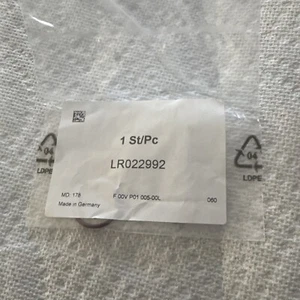 1 St/Pc
LR022992
04
LDPE
04
LDPE
MD: 178 F 00V P01 005-00L 060
Made in Germany